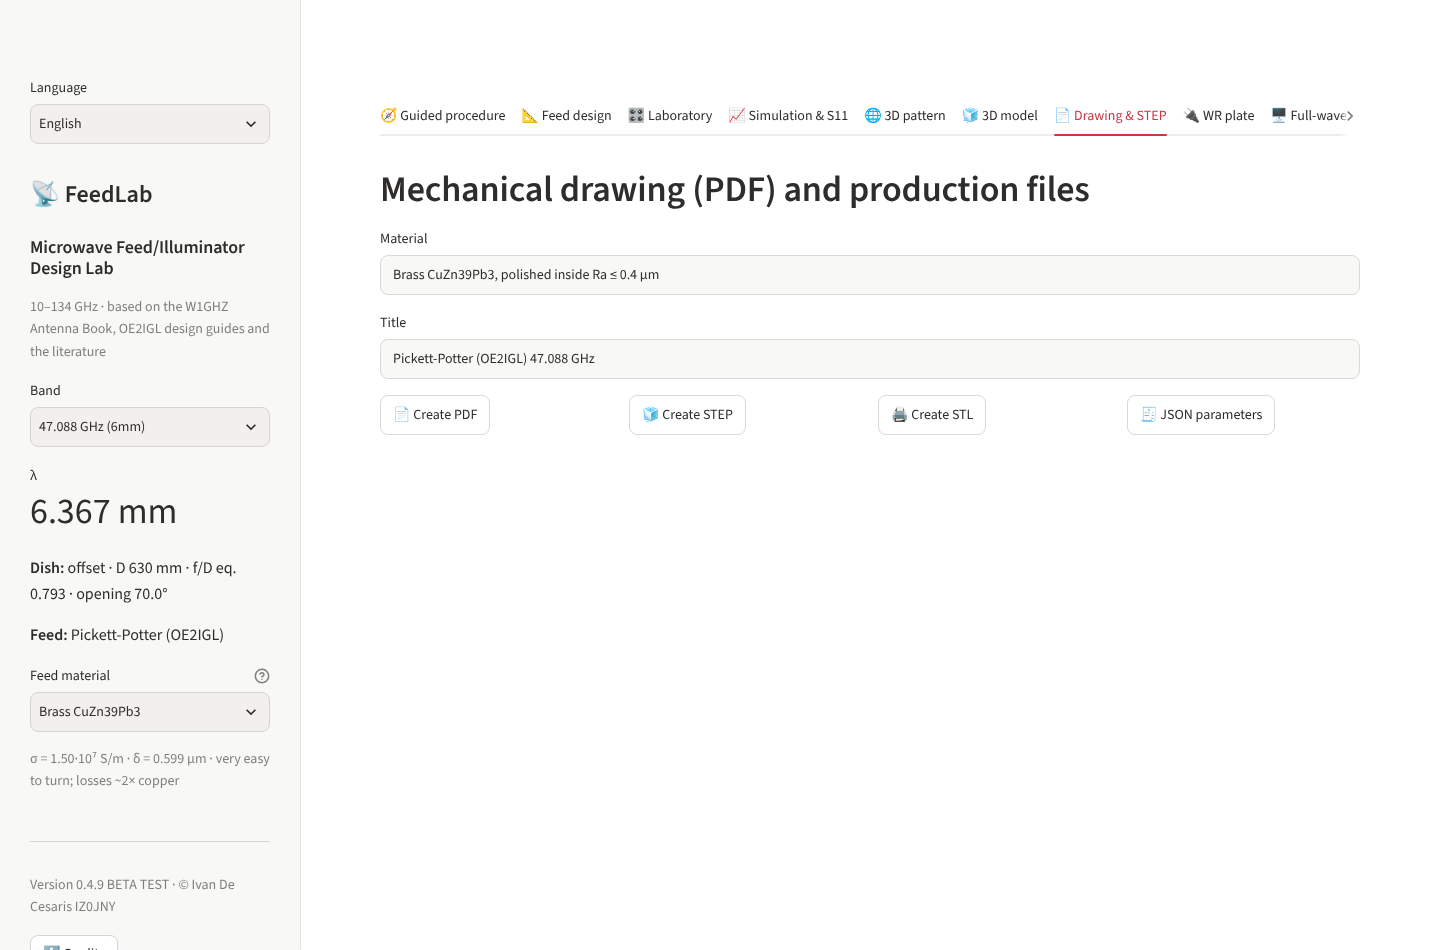 Language
English
📡 FeedLab
Microwave Feed/Illuminator
Design Lab
10–134 GHz · based on the W1GHZ
Antenna Book, OE2IGL design guides and
the literature
Band
47.088 GHz (6mm)
λ
6.367 mm
Dish: offset · D 630 mm · f/D eq.
0.793 · opening 70.0°
Feed: Pickett-Potter (OE2IGL)
Feed material
Brass CuZn39Pb3
σ = 1.50·10⁷ S/m · δ = 0.599 µm · very easy
to turn; losses ~2× copper
Version 0.4.9 BETA TEST · © Ivan De
Cesaris IZ0JNY
🧭 Guided procedure 📐 Feed design 🎛️ Laboratory 📈 Simulation & S11 🌐 3D pattern 🧊 3D model 📄 Drawing & STEP 🔌 WR plate 🖥️ Full-wave
Mechanical drawing (PDF) and production files
Material
Brass CuZn39Pb3, polished inside Ra ≤ 0.4 µm
Title
Pickett-Potter (OE2IGL) 47.088 GHz
📄 Create PDF 🧊 Create STEP 🖨️ Create STL 🧾 JSON parameters